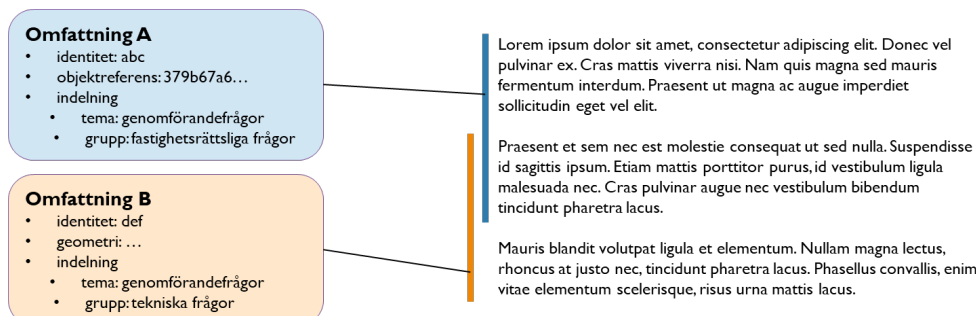 Omfattning A
• identitet: abc
• objektreferens: 379b67a6…
• indelning
• tema: genomförandefrågor
• grupp: fastighetsrättsliga frågor
Omfattning B
• identitet: def
• geometri: …
• indelning
• tema: genomförandefrågor
• grupp: tekniska frågor
Lorem ipsum dolor sit amet, consectetur adipiscing elit. Donec vel
pulvinar ex. Cras mattis viverra nisi. Nam quis magna sed mauris
fermentum interdum. Praesent ut magna ac augue imperdiet
sollicitudin eget vel elit.
Praesent et sem nec est molestie consequat ut sed nulla. Suspendisse
id sagittis ipsum. Etiam mattis porttitor purus, id vestibulum ligula
malesuada nec. Cras pulvinar augue nec vestibulum bibendum
tincidunt pharetra lacus.
Mauris blandit volutpat ligula et elementum. Nullam magna lectus,
rhoncus at justo nec, tincidunt pharetra lacus. Phasellus convallis, enim
vitae elementum scelerisque, risus urna mattis lacus.